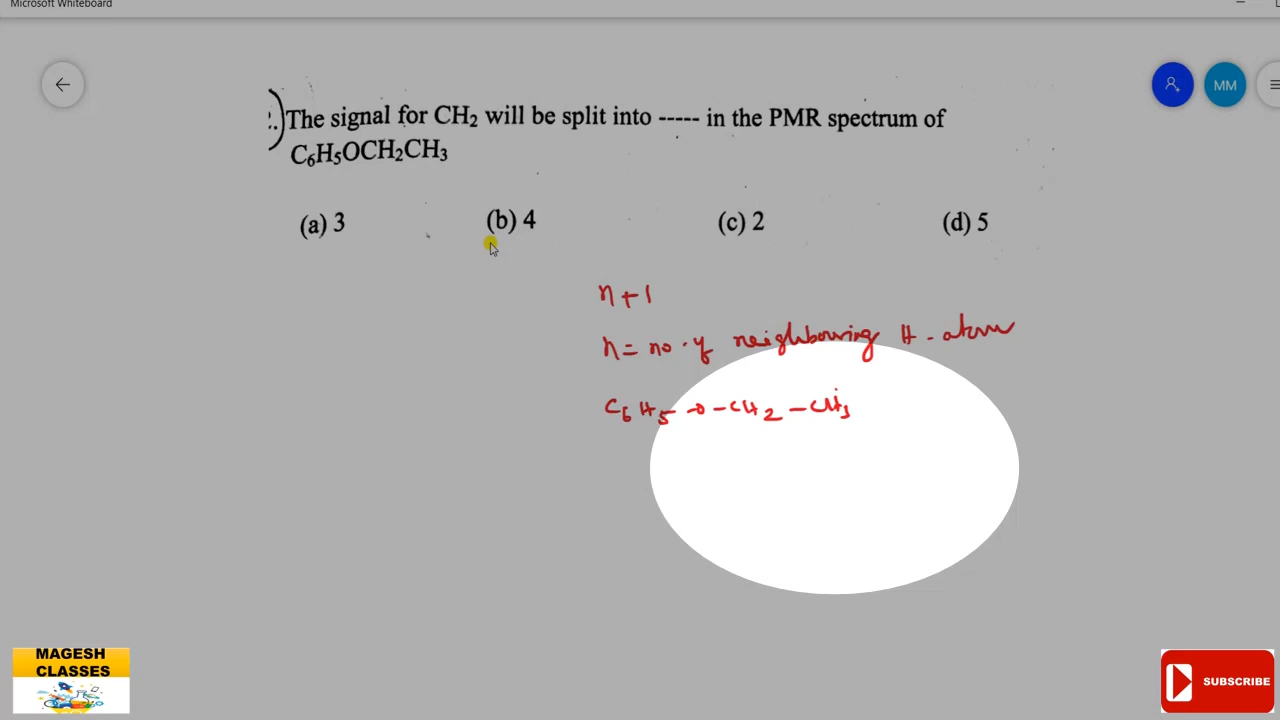 Microsoft Whiteboard
MM
The signal for CH₂ will be split into ----- in the PMR spectrum of
C₆H₅OCH₂CH₃
(a) 3 (b) 4 (c) 2 (d) 5
n + 1
n = no. of neighbouring H - atom
C₆H₅ - O - CH₂ - CH₃
MAGESH
CLASSES
SUBSCRIBE